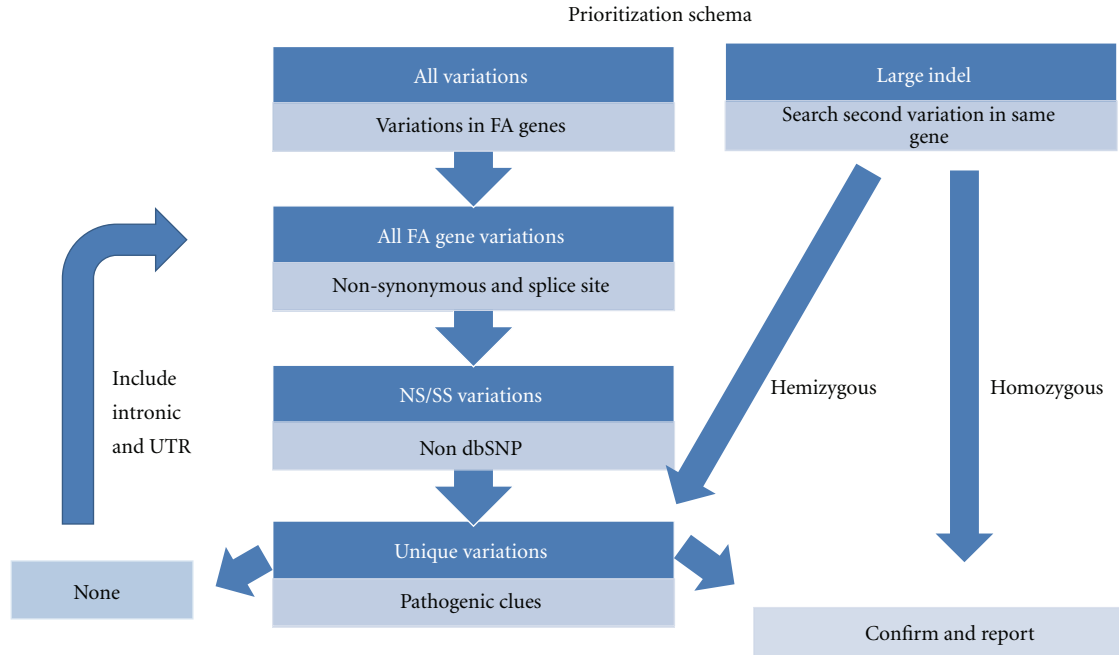 Prioritization schema
All variations
Variations in FA genes
Large indel
Search second variation in same
gene
All FA gene variations
Non-synonymous and splice site
Include
intronic
and UTR
NS/SS variations
Non dbSNP
Hemizygous
Homozygous
Unique variations
Pathogenic clues
None
Confirm and report